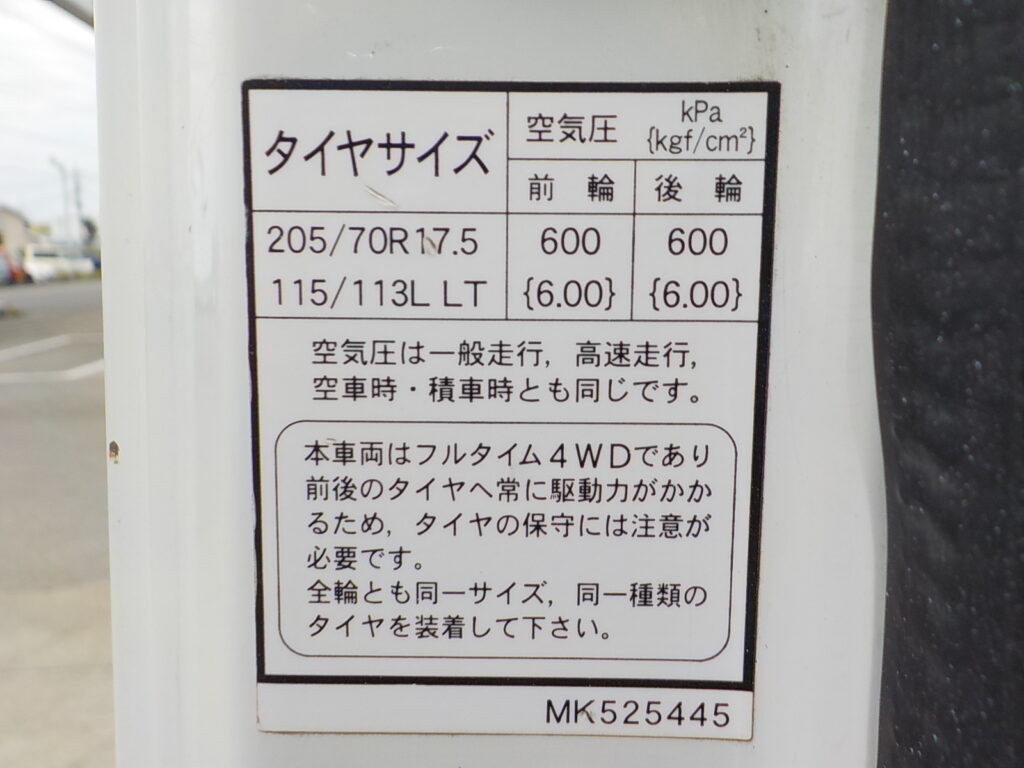 タイヤサイズ
空気圧 kPa
{kgf/cm²}
前輪 後輪
205/70R17.5 600 600
115/113L LT {6.00} {6.00}
空気圧は一般走行，高速走行，
空車時・積車時とも同じです。
本車両はフルタイム4WDであり
前後のタイヤへ常に駆動力がかか
るため，タイヤの保守には注意が
必要です。
全輪とも同一サイズ，同一種類の
タイヤを装着して下さい。
MK525445